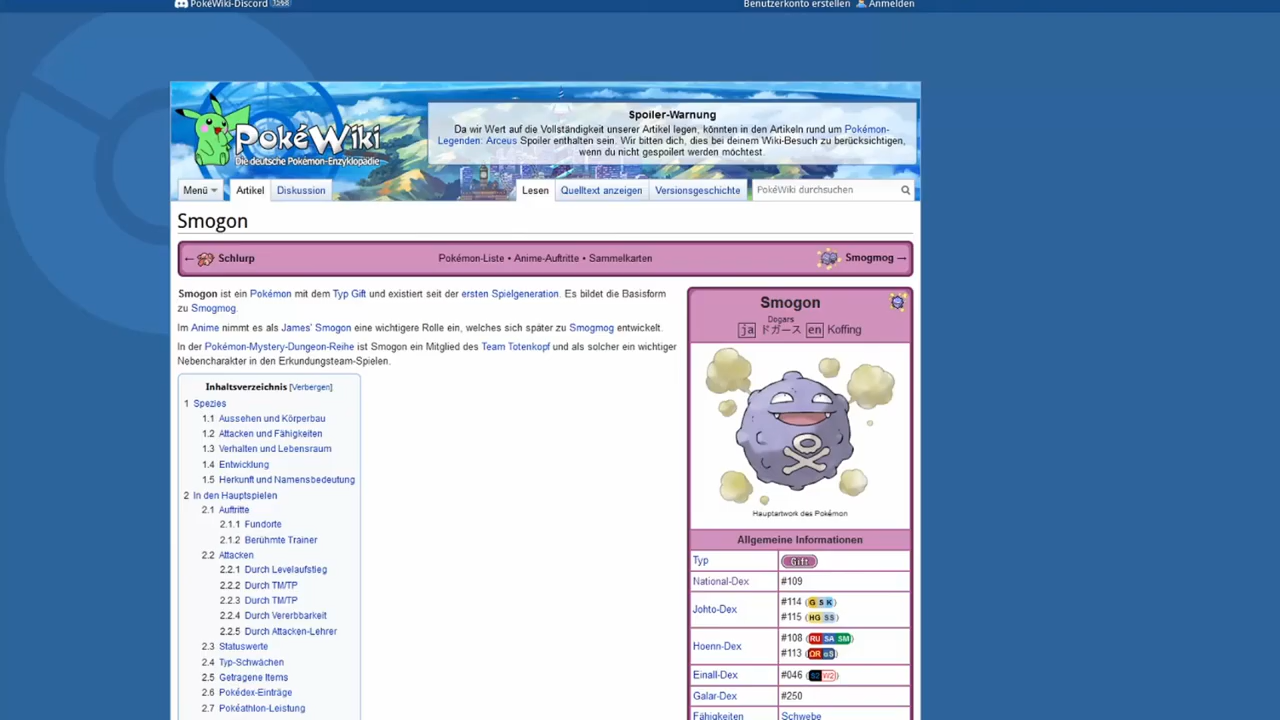 PokéWiki-Discord 1568
Benutzerkonto erstellen Anmelden
PokéWiki
Die deutsche Pokémon-Enzyklopädie
Spoiler-Warnung
Da wir Wert auf die Vollständigkeit unserer Artikel legen, könnten in den Artikeln rund um Pokémon-
Legenden: Arceus Spoiler enthalten sein. Wir bitten dich, dies bei deinem Wiki-Besuch zu berücksichtigen,
wenn du nicht gespoilert werden möchtest.
Menü Artikel Diskussion Lesen Quelltext anzeigen Versionsgeschichte PokéWiki durchsuchen
Smogon
← Schlurp Pokémon-Liste • Anime-Auftritte • Sammelkarten Smogmog →
Smogon ist ein Pokémon mit dem Typ Gift und existiert seit der ersten Spielgeneration. Es bildet die Basisform
zu Smogmog.
Im Anime nimmt es als James' Smogon eine wichtigere Rolle ein, welches sich später zu Smogmog entwickelt.
In der Pokémon-Mystery-Dungeon-Reihe ist Smogon ein Mitglied des Team Totenkopf und als solcher ein wichtiger
Nebencharakter in den Erkundungsteam-Spielen.
Inhaltsverzeichnis [Verbergen]
1 Spezies
1.1 Aussehen und Körperbau
1.2 Attacken und Fähigkeiten
1.3 Verhalten und Lebensraum
1.4 Entwicklung
1.5 Herkunft und Namensbedeutung
2 In den Hauptspielen
2.1 Auftritte
2.1.1 Fundorte
2.1.2 Berühmte Trainer
2.2 Attacken
2.2.1 Durch Levelaufstieg
2.2.2 Durch TM/TP
2.2.3 Durch TM/TP
2.2.4 Durch Vererbbarkeit
2.2.5 Durch Attacken-Lehrer
2.3 Statuswerte
2.4 Typ-Schwächen
2.5 Getragene Items
2.6 Pokédex-Einträge
2.7 Pokéathlon-Leistung
Smogon
Dogars
ja ドガース en Koffing
Hauptartwork des Pokémon
Allgemeine Informationen
Typ Gift
National-Dex #109
Johto-Dex #114 (G S K)
#115 (HG SS)
Hoenn-Dex #108 (RU SA SM)
#113 (OR αS)
Einall-Dex #046 (S2 W2)
Galar-Dex #250
Fähigkeiten Schwebe